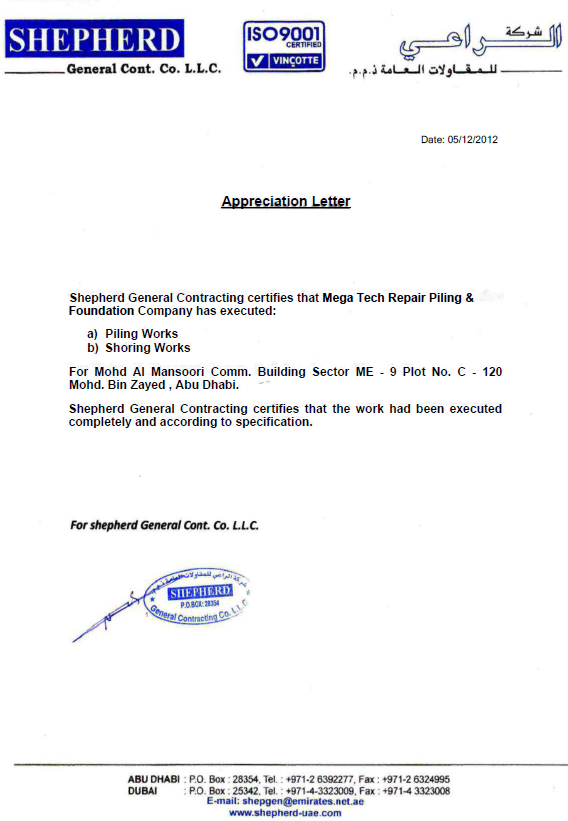 SHEPHERD
General Cont. Co. L.L.C.
ISO9001
CERTIFIED
VINÇOTTE
شركة الراعي
للمقاولات العامة ذ.م.م.
Date: 05/12/2012
Appreciation Letter
Shepherd General Contracting certifies that Mega Tech Repair Piling &
Foundation Company has executed:
a) Piling Works
b) Shoring Works
For Mohd Al Mansoori Comm. Building Sector ME - 9 Plot No. C - 120
Mohd. Bin Zayed , Abu Dhabi.
Shepherd General Contracting certifies that the work had been executed
completely and according to specification.
For shepherd General Cont. Co. L.L.C.
شركة الراعي للمقاولات العامة
SHEPHERD
P.O.BOX: 28354
General Contracting Co. L.L.C
ABU DHABI : P.O. Box : 28354, Tel. : +971-2 6392277, Fax : +971-2 6324995
DUBAI : P.O. Box : 25342, Tel. : +971-4-3323009, Fax : +971-4 3323008
E-mail: shepgen@emirates.net.ae
www.shepherd-uae.com